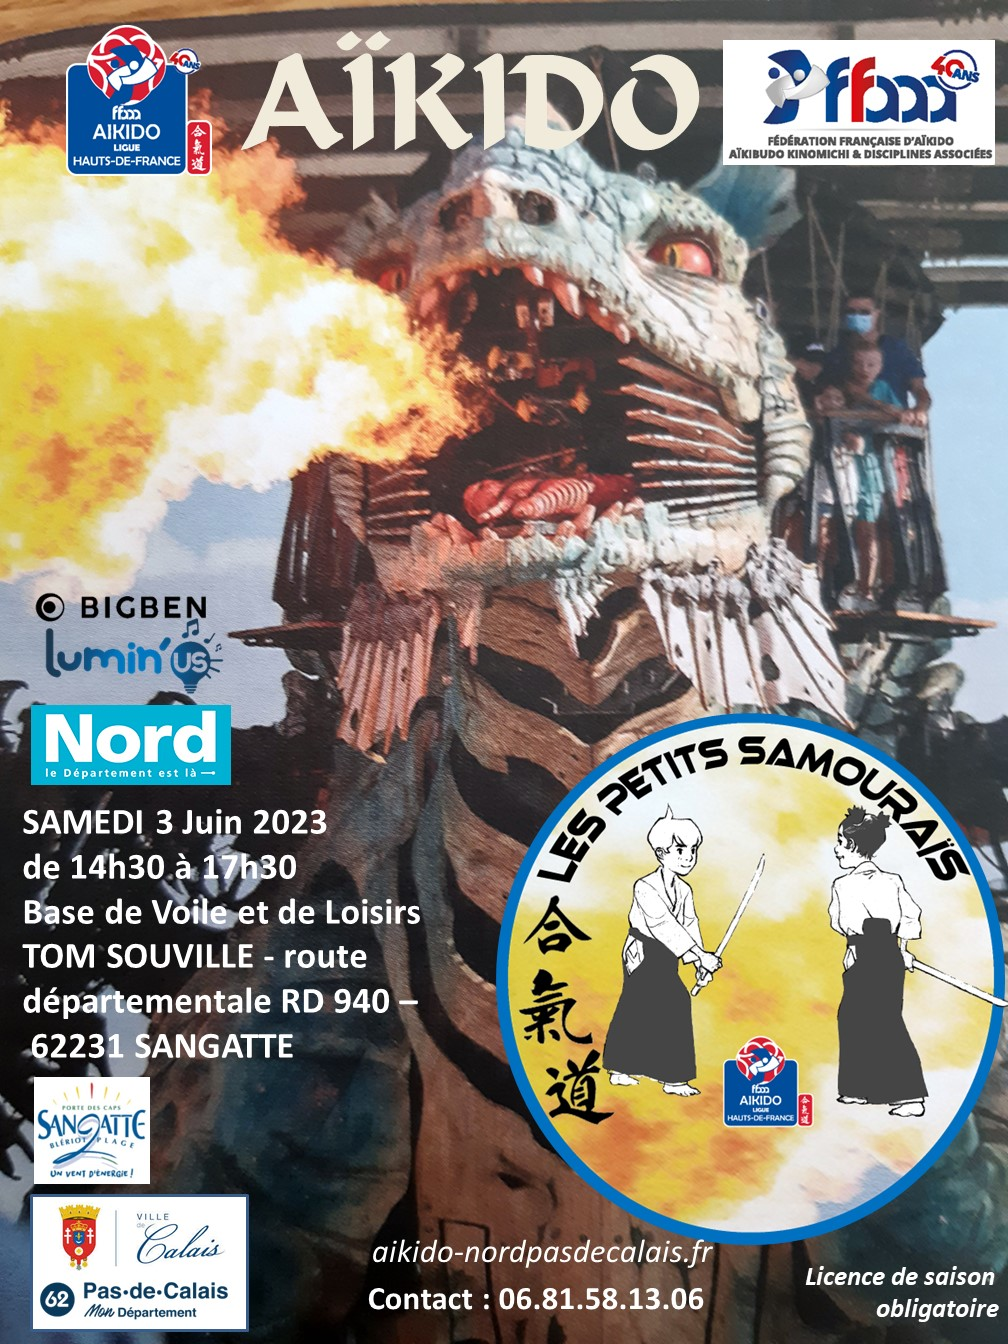 ffaaa
40 ANS
AIKIDO
LIGUE
HAUTS-DE-FRANCE
合氣道
AÏKIDO
ffaaa
40 ANS
FÉDÉRATION FRANÇAISE D'AÏKIDO
AÏKIBUDO KINOMICHI & DISCIPLINES ASSOCIÉES
BIGBEN
lumin'us
Nord
le Département est là
SAMEDI 3 Juin 2023
de 14h30 à 17h30
Base de Voile et de Loisirs
TOM SOUVILLE - route
départementale RD 940 –
62231 SANGATTE
LES PETITS SAMOURAÏS
合氣道
ffaaa
AIKIDO
LIGUE
HAUTS-DE-FRANCE
合氣道
PORTE DES CAPS
SANGATTE
BLÉRIOT PLAGE
UN VENT D'ÉNERGIE !
VILLE
de
Calais
62 Pas-de-Calais
Mon Département
aikido-nordpasdecalais.fr
Contact : 06.81.58.13.06
Licence de saison
obligatoire